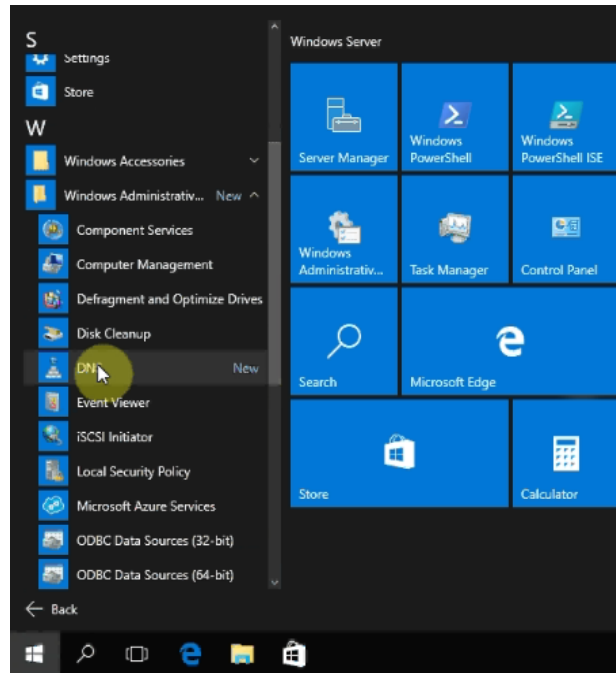 S
Settings
Store
W
Windows Accessories
Windows Administrativ... New
Component Services
Computer Management
Defragment and Optimize Drives
Disk Cleanup
DNS New
Event Viewer
iSCSI Initiator
Local Security Policy
Microsoft Azure Services
ODBC Data Sources (32-bit)
ODBC Data Sources (64-bit)
Back
Windows Server
Server Manager
Windows
PowerShell
Windows
PowerShell ISE
Windows
Administrativ...
Task Manager
Control Panel
Search
Microsoft Edge
Store
Calculator